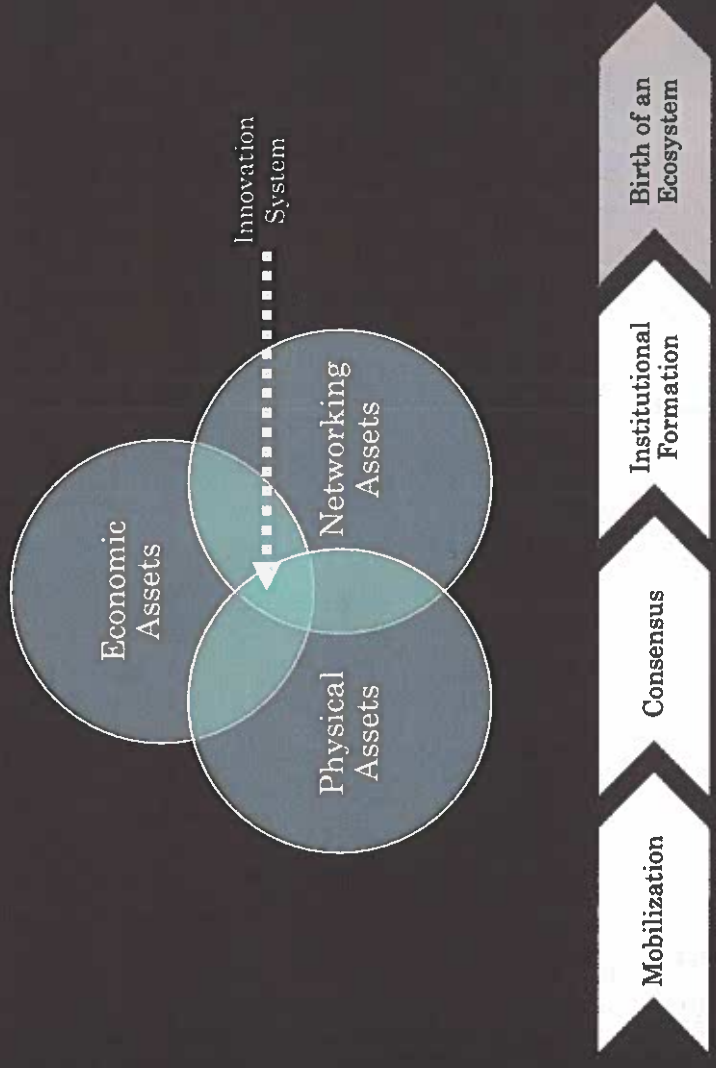 Economic
Assets
Innovation
System
Physical
Assets
Networking
Assets
Mobilization
Consensus
Institutional
Formation
Birth of an
Ecosystem